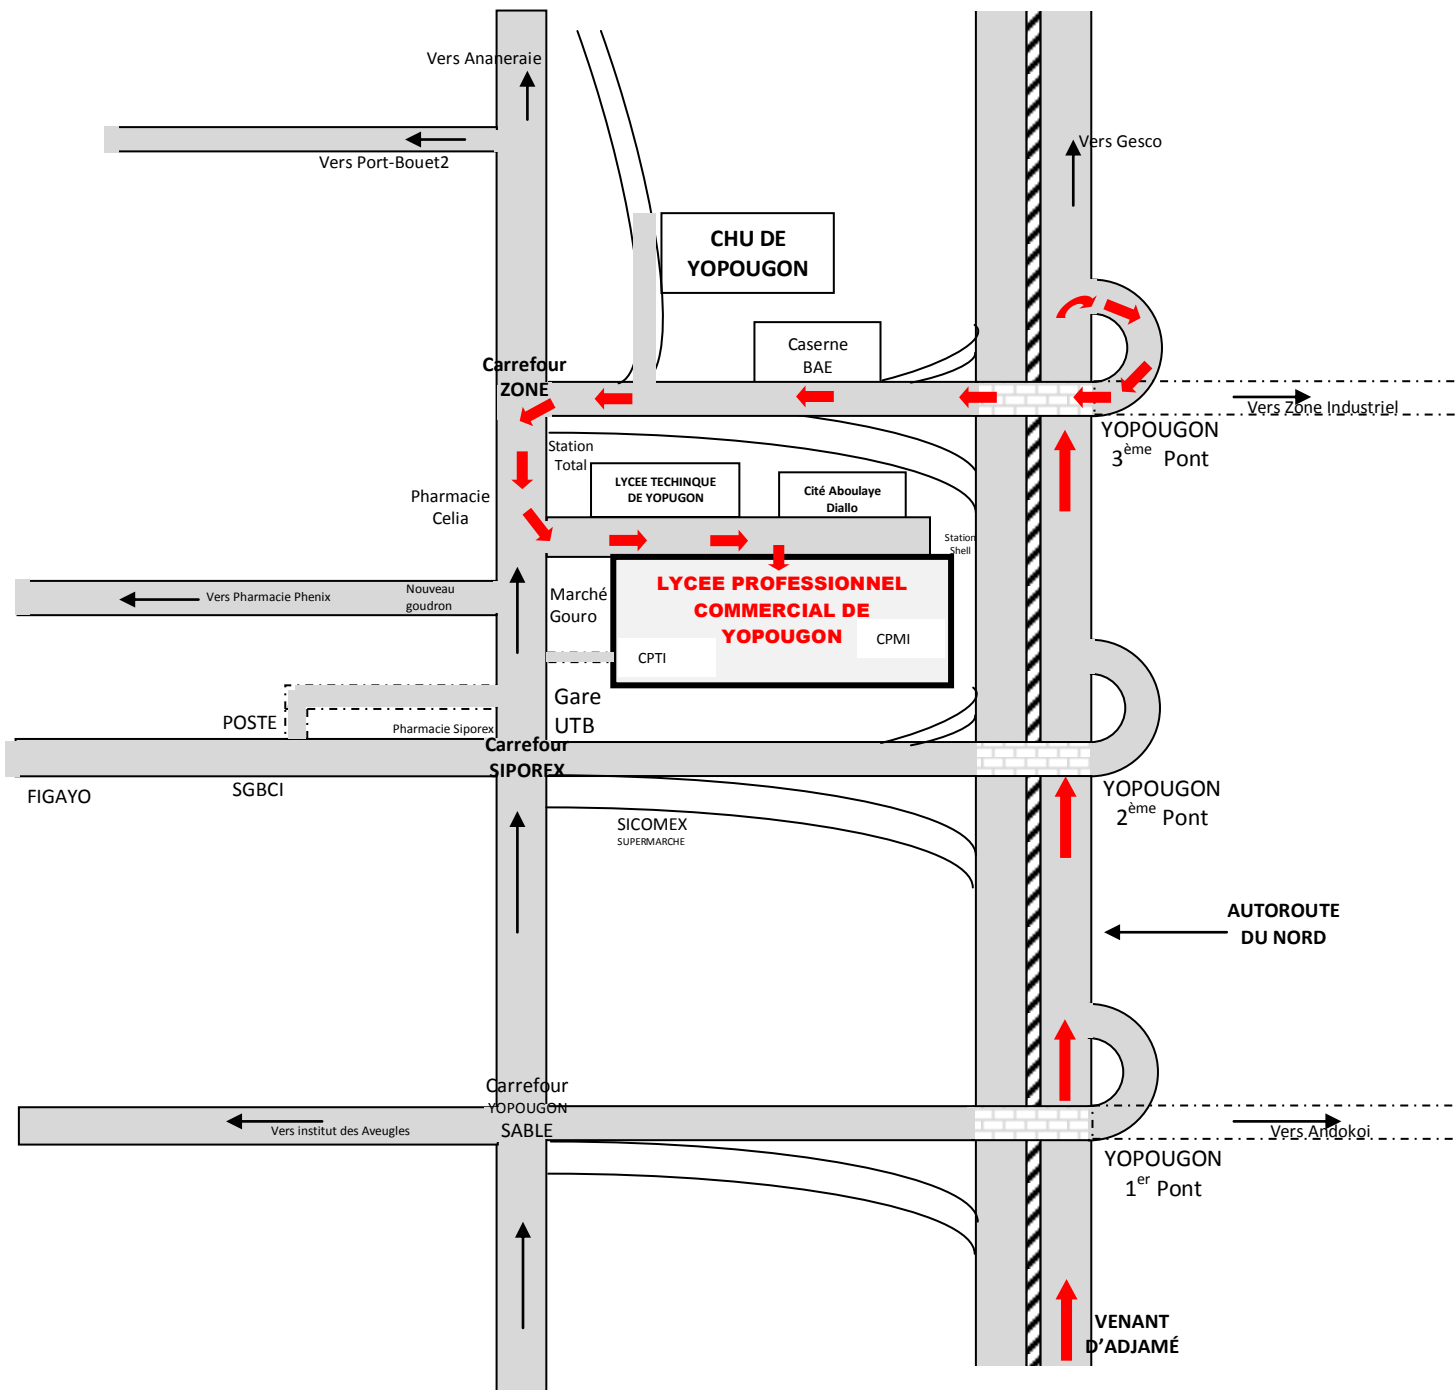 Vers Ananeraie
Vers Port-Bouet2
Vers Gesco
CHU DE
YOPOUGON
Caserne
BAE
Carrefour
ZONE
Vers Zone Industriel
YOPOUGON
3ème Pont
Station
Total
LYCEE TECHINQUE
DE YOPUGON
Cité Aboulaye
Diallo
Pharmacie
Celia
Station
Shell
LYCEE PROFESSIONNEL
COMMERCIAL DE
YOPOUGON
CPMI
CPTI
Vers Pharmacie Phenix
Nouveau
goudron
Marché
Gouro
Gare
UTB
POSTE
Pharmacie Siporex
Carrefour
SIPOREX
FIGAYO
SGBCI
YOPOUGON
2ème Pont
SICOMEX
SUPERMARCHE
AUTOROUTE
DU NORD
Carrefour
YOPOUGON
SABLE
Vers institut des Aveugles
Vers Andokoi
YOPOUGON
1er Pont
VENANT
D'ADJAMÉ